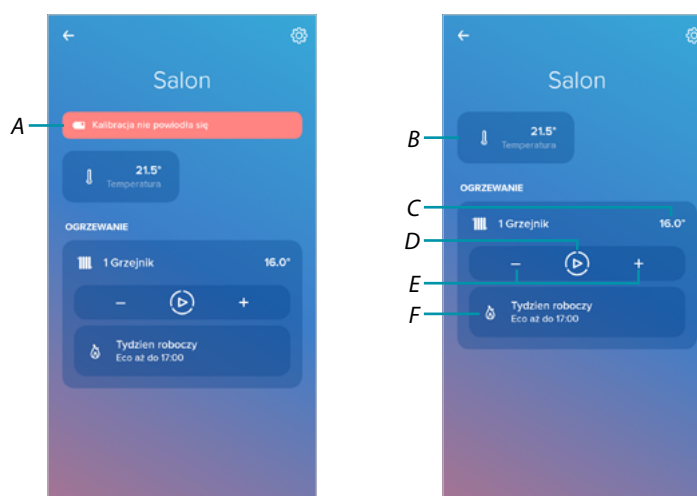 Salon
A
Kalibracja nie powiodła się
21.5°
Temperatura
OGRZEWANIE
1 Grzejnik
16.0°
−
+
Tydzien roboczy
Eco aż do 17:00
Salon
B
21.5°
Temperatura
OGRZEWANIE
C
1 Grzejnik
16.0°
D
−
+
E
F
Tydzien roboczy
Eco aż do 17:00